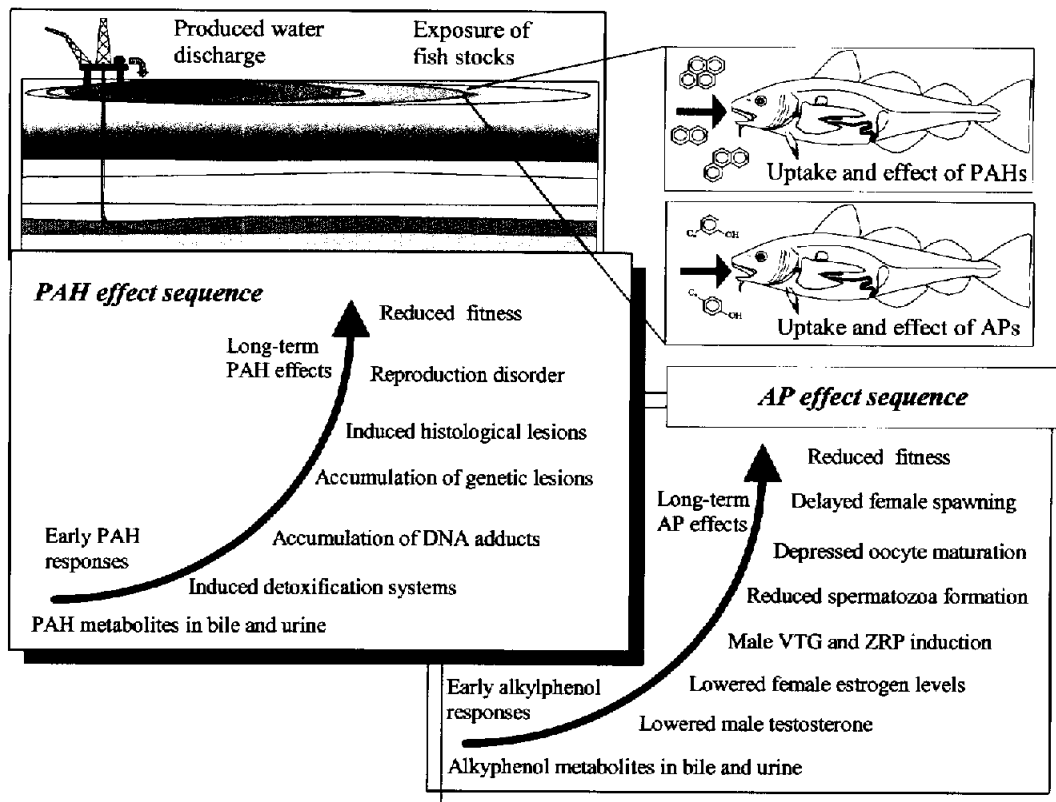 Produced water
discharge
Exposure of
fish stocks
Uptake and effect of PAHs
Cₙ
OH
Cₙ
OH
Uptake and effect of APs
PAH effect sequence
Reduced fitness
Long-term
PAH effects
Reproduction disorder
Induced histological lesions
Accumulation of genetic lesions
Early PAH
responses
Accumulation of DNA adducts
Induced detoxification systems
PAH metabolites in bile and urine
AP effect sequence
Reduced fitness
Long-term
AP effects
Delayed female spawning
Depressed oocyte maturation
Reduced spermatozoa formation
Male VTG and ZRP induction
Early alkylphenol
responses
Lowered female estrogen levels
Lowered male testosterone
Alkyphenol metabolites in bile and urine